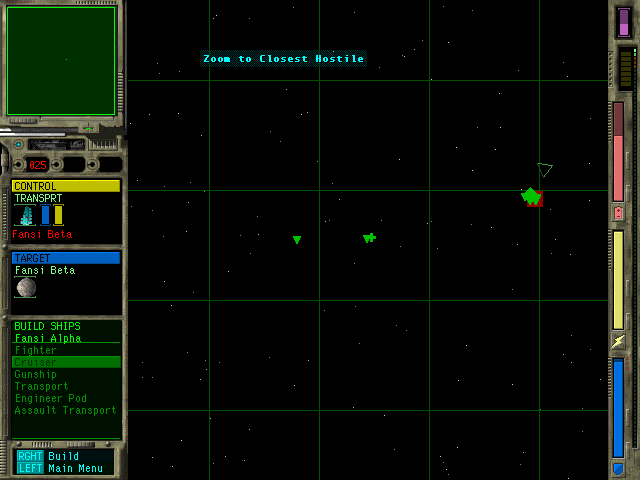 Zoom to Closest Hostile
025
CONTROL
TRANSPRT
Fansi Beta
TARGET
Fansi Beta
BUILD SHIPS
Fansi Alpha
Fighter
Cruiser
Gunship
Transport
Engineer Pod
Assault Transport
RGHT Build
LEFT Main Menu